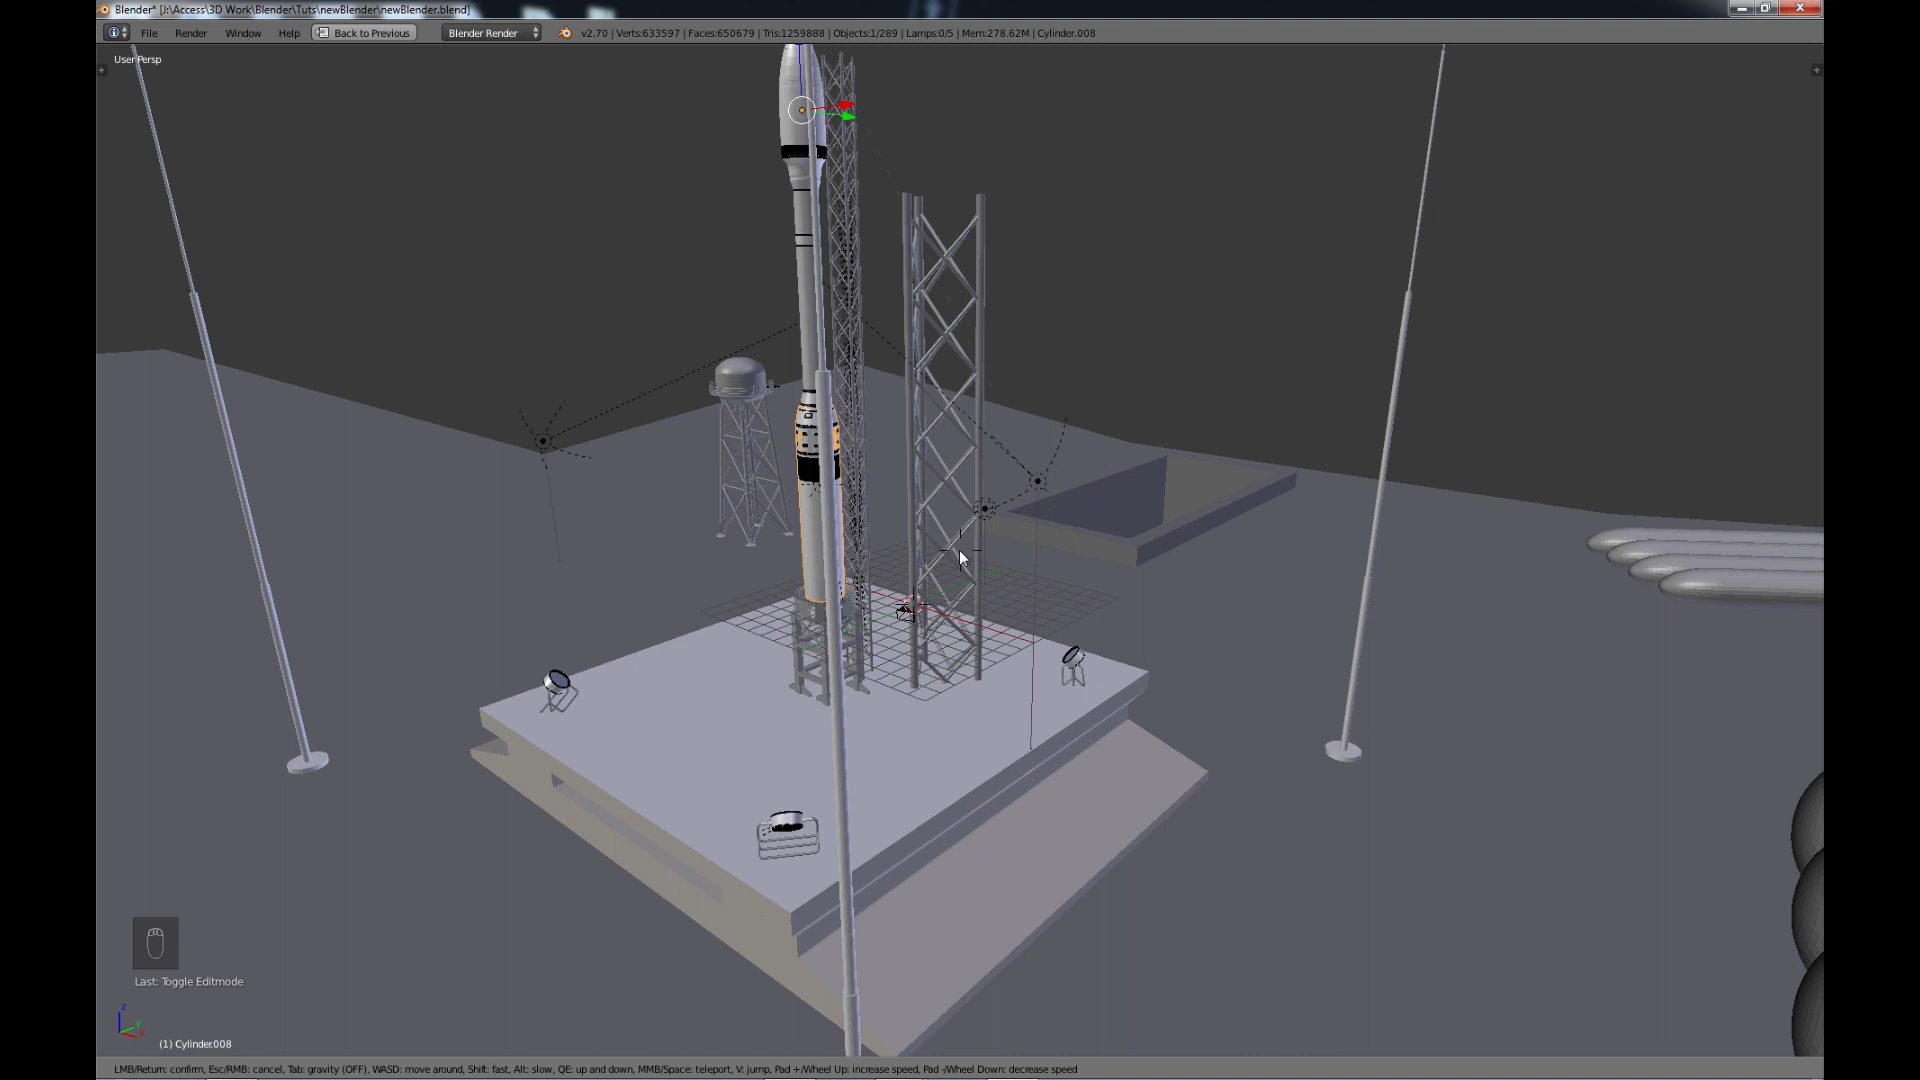 Blender* [J:\Access\3D Work\Blender\Tuts\newBlender\newBlender.blend]
File Render Window Help Back to Previous Blender Render v2.70 | Verts:633597 | Faces:650679 | Tris:1259888 | Objects:1/289 | Lamps:0/5 | Mem:278.62M | Cylinder.008
User Persp
Last: Toggle Editmode
z
y
x
(1) Cylinder.008
LMB/Return: confirm, Esc/RMB: cancel, Tab: gravity (OFF), WASD: move around, Shift: fast, Alt: slow, QE: up and down, MMB/Space: teleport, V: jump, Pad +/Wheel Up: increase speed, Pad -/Wheel Down: decrease speed